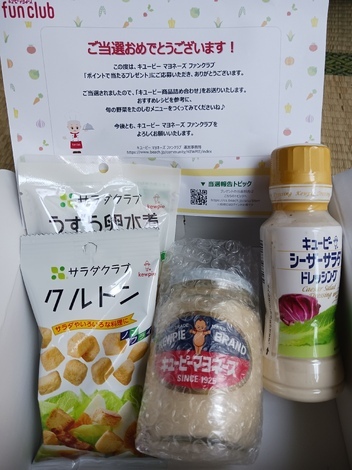 fun club
ご当選おめでとうございます！
この度は、キユーピー マヨネーズ ファンクラブ
「ポイントで当たるプレゼント」にご応募いただき、ありがとうございます。
ご当選されましたので、「キユーピー商品詰め合わせ」をお送りいたします。
おすすめレシピを参考に、
旬の野菜をたのしむメニューをつくってみてくださいね♪
今後とも、キユーピー マヨネーズ ファンクラブを
よろしくお願いいたします。
▼当選報告トピック
サラダクラブ
kewpie
うずら卵水煮
サラダクラブ
kewpie
クルトン
サラダやいろいろな料理に!
KEWPIE BRAND
キユーピーマヨネーズ
SINCE 1925
キユーピー
シーザーサラダ
ドレッシング